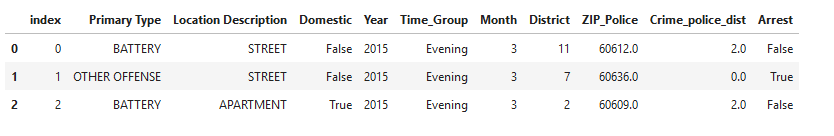 index Primary Type Location Description Domestic Year Time_Group Month District ZIP_Police Crime_police_dist Arrest
0 0 BATTERY STREET False 2015 Evening 3 11 60612.0 2.0 False
1 1 OTHER OFFENSE STREET False 2015 Evening 3 7 60636.0 0.0 True
2 2 BATTERY APARTMENT True 2015 Evening 3 2 60609.0 2.0 False